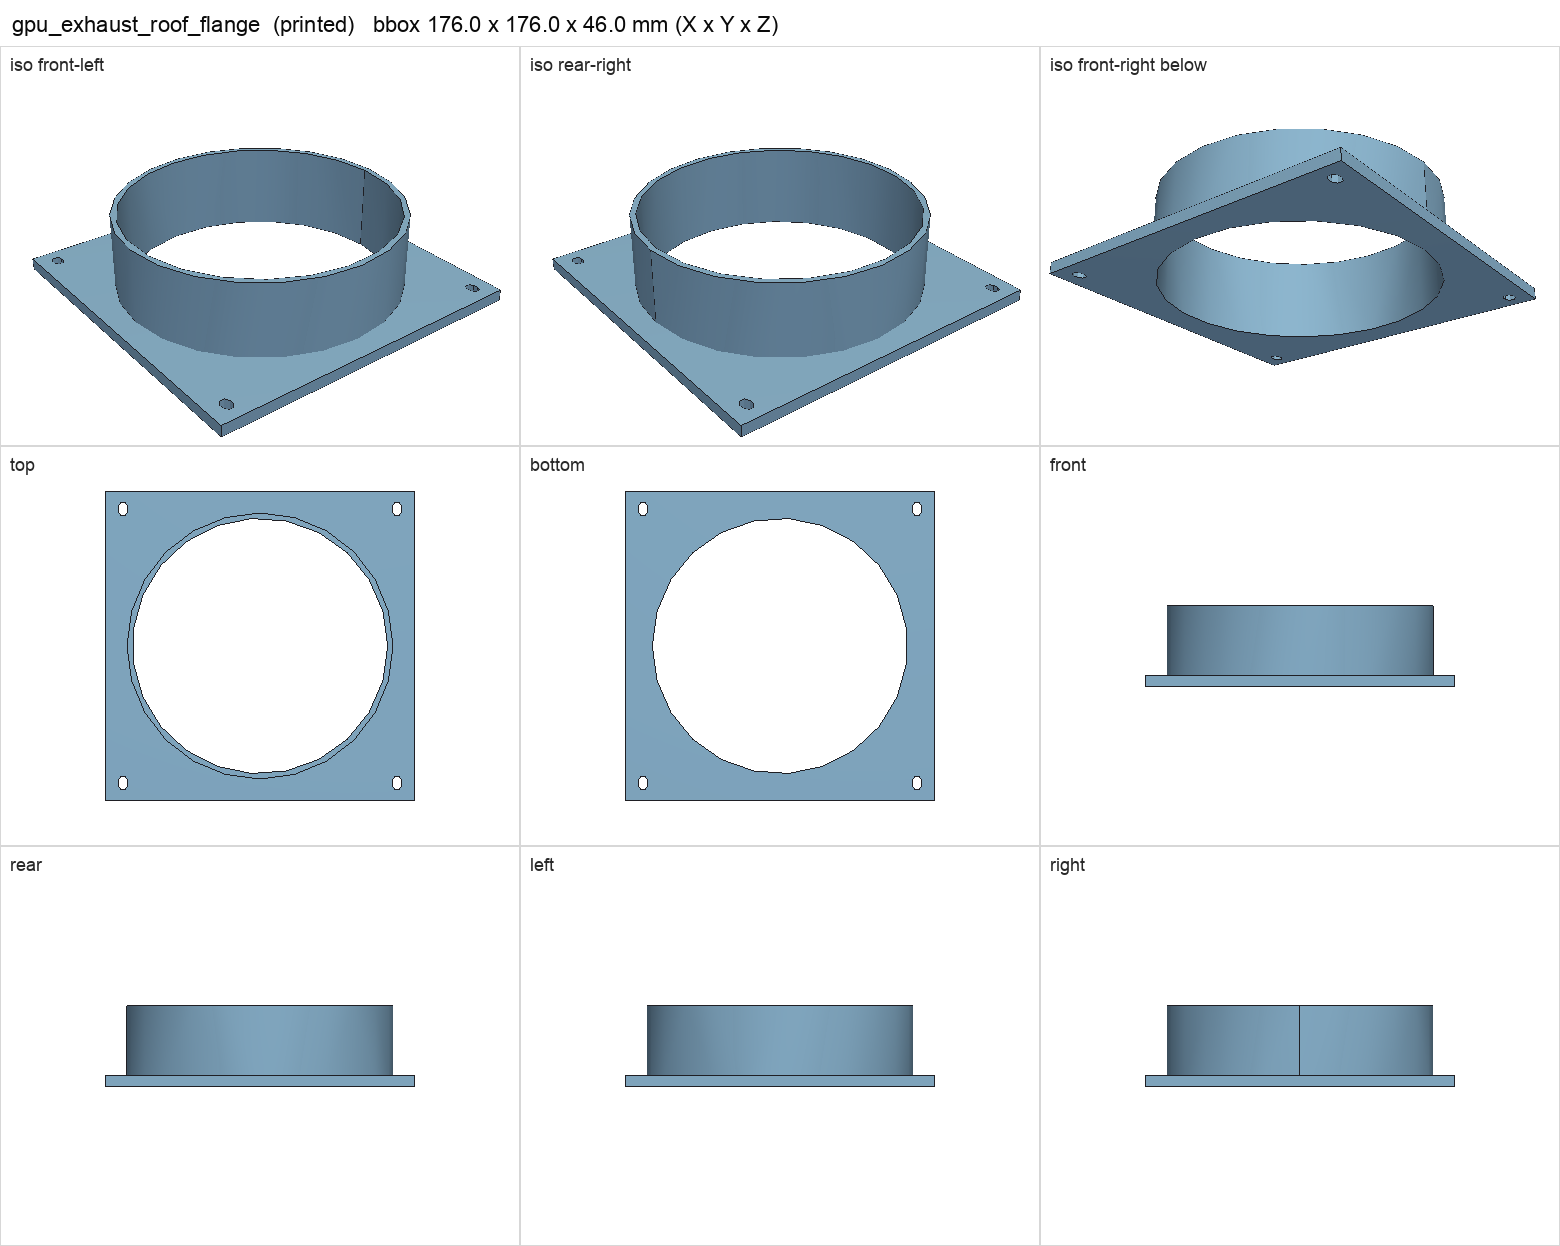 gpu_exhaust_roof_flange (printed) bbox 176.0 x 176.0 x 46.0 mm (X x Y x Z)
iso front-left
iso rear-right
iso front-right below
top
bottom
front
rear
left
right